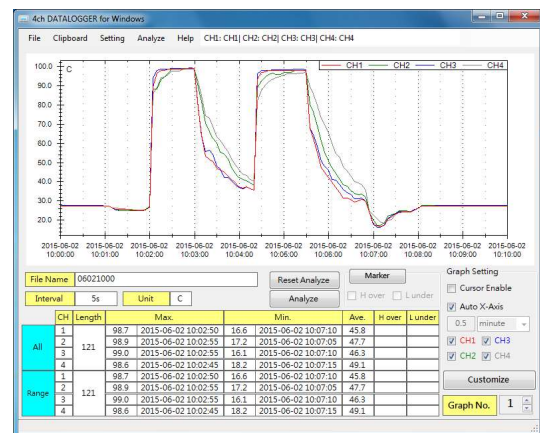 4ch DATALOGGER for Windows
File Clipboard Setting Analyze Help CH1: CH1| CH2: CH2| CH3: CH3| CH4: CH4
100.0 C CH1 CH2 CH3 CH4
90.0
80.0
70.0
60.0
50.0
40.0
30.0
20.0
2015-06-02 2015-06-02 2015-06-02 2015-06-02 2015-06-02 2015-06-02 2015-06-02 2015-06-02 2015-06-02 2015-06-02 2015-06-02
10:00:00 10:01:00 10:02:00 10:03:00 10:04:00 10:05:00 10:06:00 10:07:00 10:08:00 10:09:00 10:10:00
File Name 06021000 Reset Analyze Marker Graph Setting
Cursor Enable
Interval 5s Unit C Analyze H over L under Auto X-Axis
0.5 minute
CH Length Max. Min. Ave. H over L under
All 121
1 98.7 2015-06-02 10:02:50 16.6 2015-06-02 10:07:10 45.8
2 98.9 2015-06-02 10:02:55 17.2 2015-06-02 10:07:05 47.7
3 99.0 2015-06-02 10:02:55 16.1 2015-06-02 10:07:10 46.3
4 98.6 2015-06-02 10:02:45 18.2 2015-06-02 10:07:15 49.1
Range 121
1 98.7 2015-06-02 10:02:50 16.6 2015-06-02 10:07:10 45.8
2 98.9 2015-06-02 10:02:55 17.2 2015-06-02 10:07:05 47.7
3 99.0 2015-06-02 10:02:55 16.1 2015-06-02 10:07:10 46.3
4 98.6 2015-06-02 10:02:45 18.2 2015-06-02 10:07:15 49.1
CH1 CH3
CH2 CH4
Customize
Graph No. 1